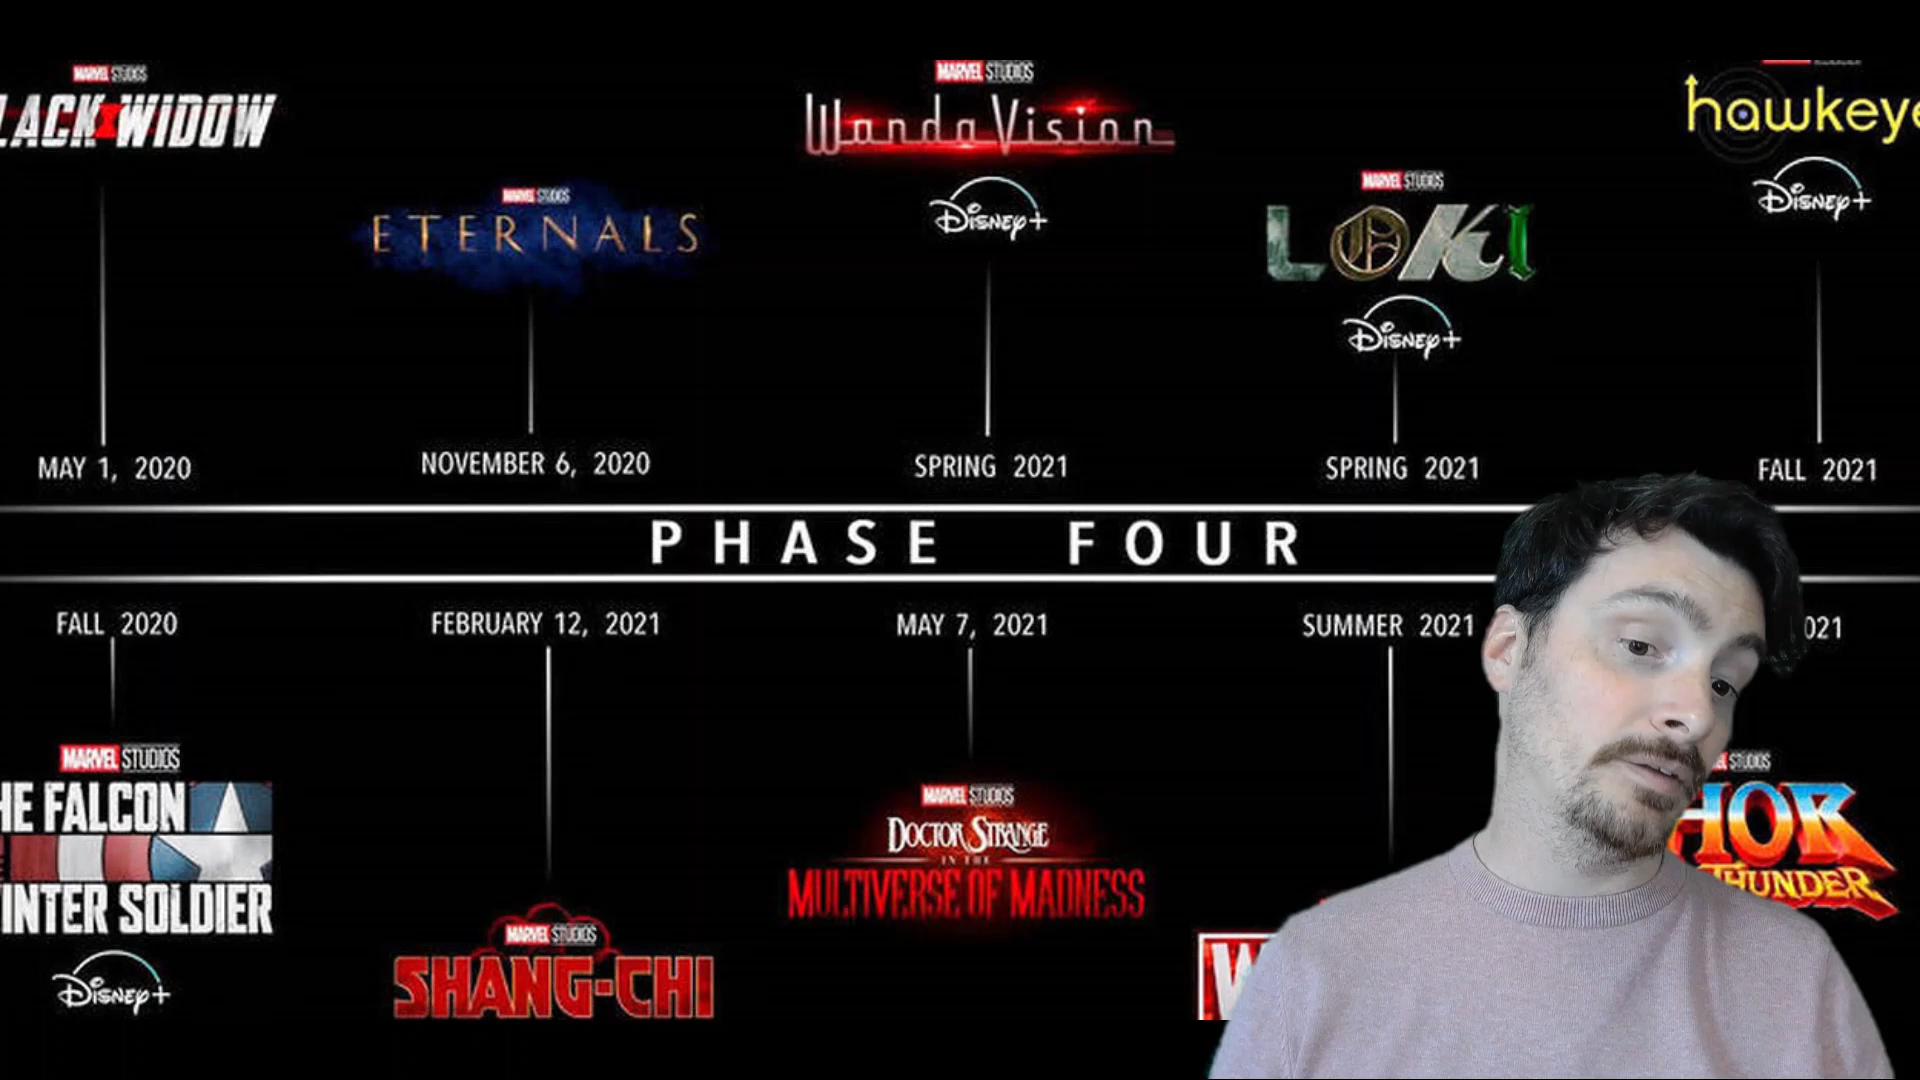 MARVEL STUDIOS
LACK WIDOW
MAY 1, 2020
MARVEL STUDIOS
ETERNALS
NOVEMBER 6, 2020
MARVEL STUDIOS
WandaVision
Disney+
SPRING 2021
MARVEL STUDIOS
LOKI
Disney+
SPRING 2021
hawkeye
Disney+
FALL 2021
PHASE FOUR
FALL 2020
MARVEL STUDIOS
HE FALCON
INTER SOLDIER
Disney+
FEBRUARY 12, 2021
MARVEL STUDIOS
SHANG-CHI
MAY 7, 2021
MARVEL STUDIOS
DOCTOR STRANGE
IN THE
MULTIVERSE OF MADNESS
SUMMER 2021
W
021
EL STUDIOS
HOR
THUNDER